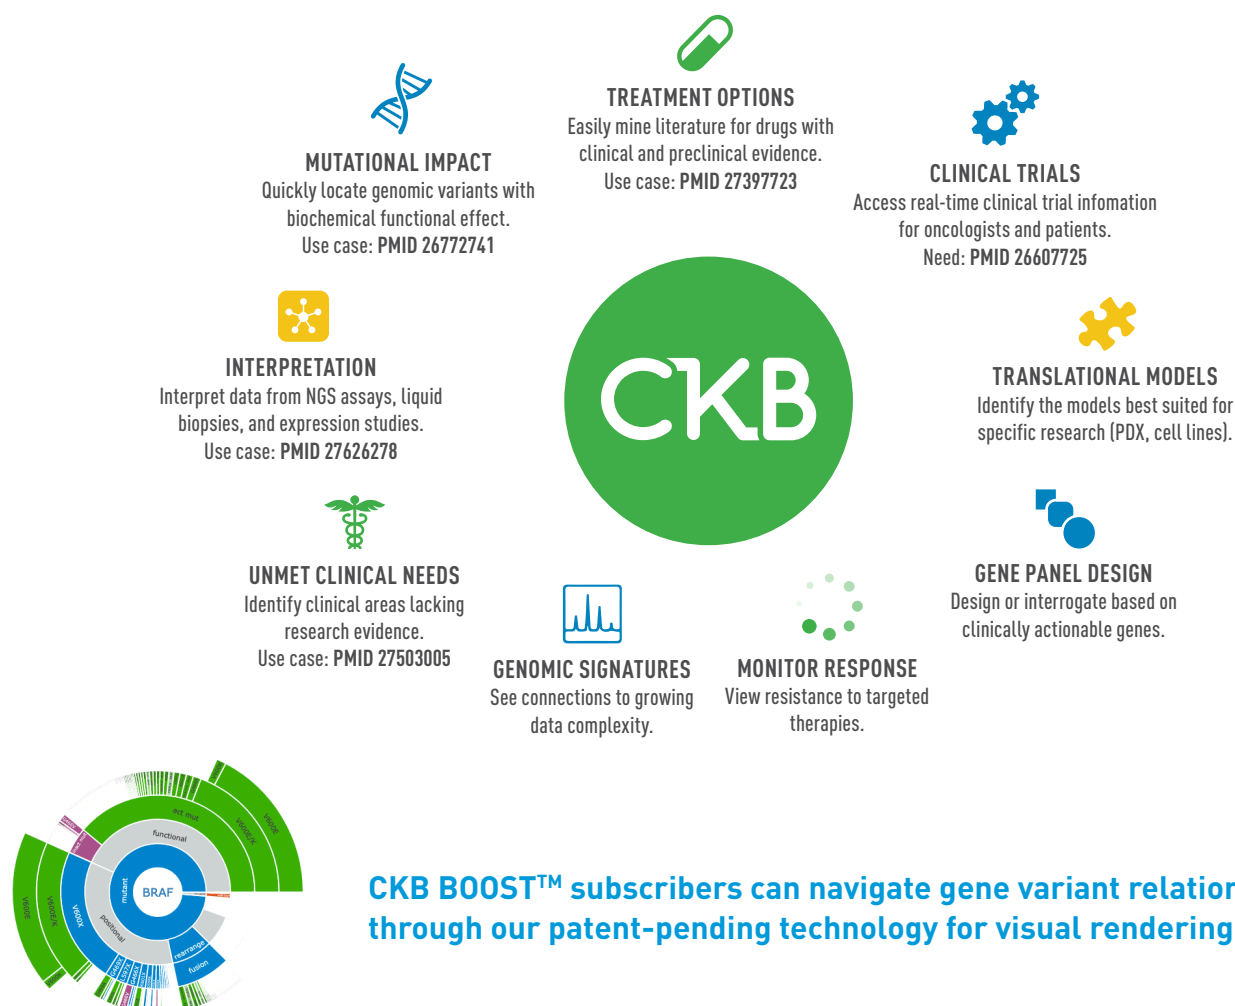 TREATMENT OPTIONS
Easily mine literature for drugs with
clinical and preclinical evidence.
Use case: PMID 27397723
MUTATIONAL IMPACT
Quickly locate genomic variants with
biochemical functional effect.
Use case: PMID 26772741
CLINICAL TRIALS
Access real-time clinical trial infomation
for oncologists and patients.
Need: PMID 26607725
INTERPRETATION
Interpret data from NGS assays, liquid
biopsies, and expression studies.
Use case: PMID 27626278
CKB
TRANSLATIONAL MODELS
Identify the models best suited for
specific research (PDX, cell lines).
UNMET CLINICAL NEEDS
Identify clinical areas lacking
research evidence.
Use case: PMID 27503005
GENE PANEL DESIGN
Design or interrogate based on
clinically actionable genes.
GENOMIC SIGNATURES
See connections to growing
data complexity.
MONITOR RESPONSE
View resistance to targeted
therapies.
BRAF
mutant
functional
positional
rearrange
fusion
act mut
V600E/K
V600E
V600X
V600E/K
V600E
G469X
L597X
G466X
CKB BOOST™ subscribers can navigate gene variant relation
through our patent-pending technology for visual rendering